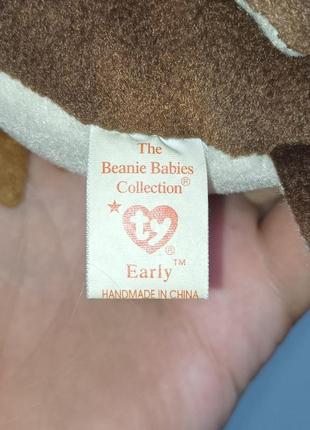 The
Beanie Babies
Collection®
ty®
Early™
HANDMADE IN CHINA